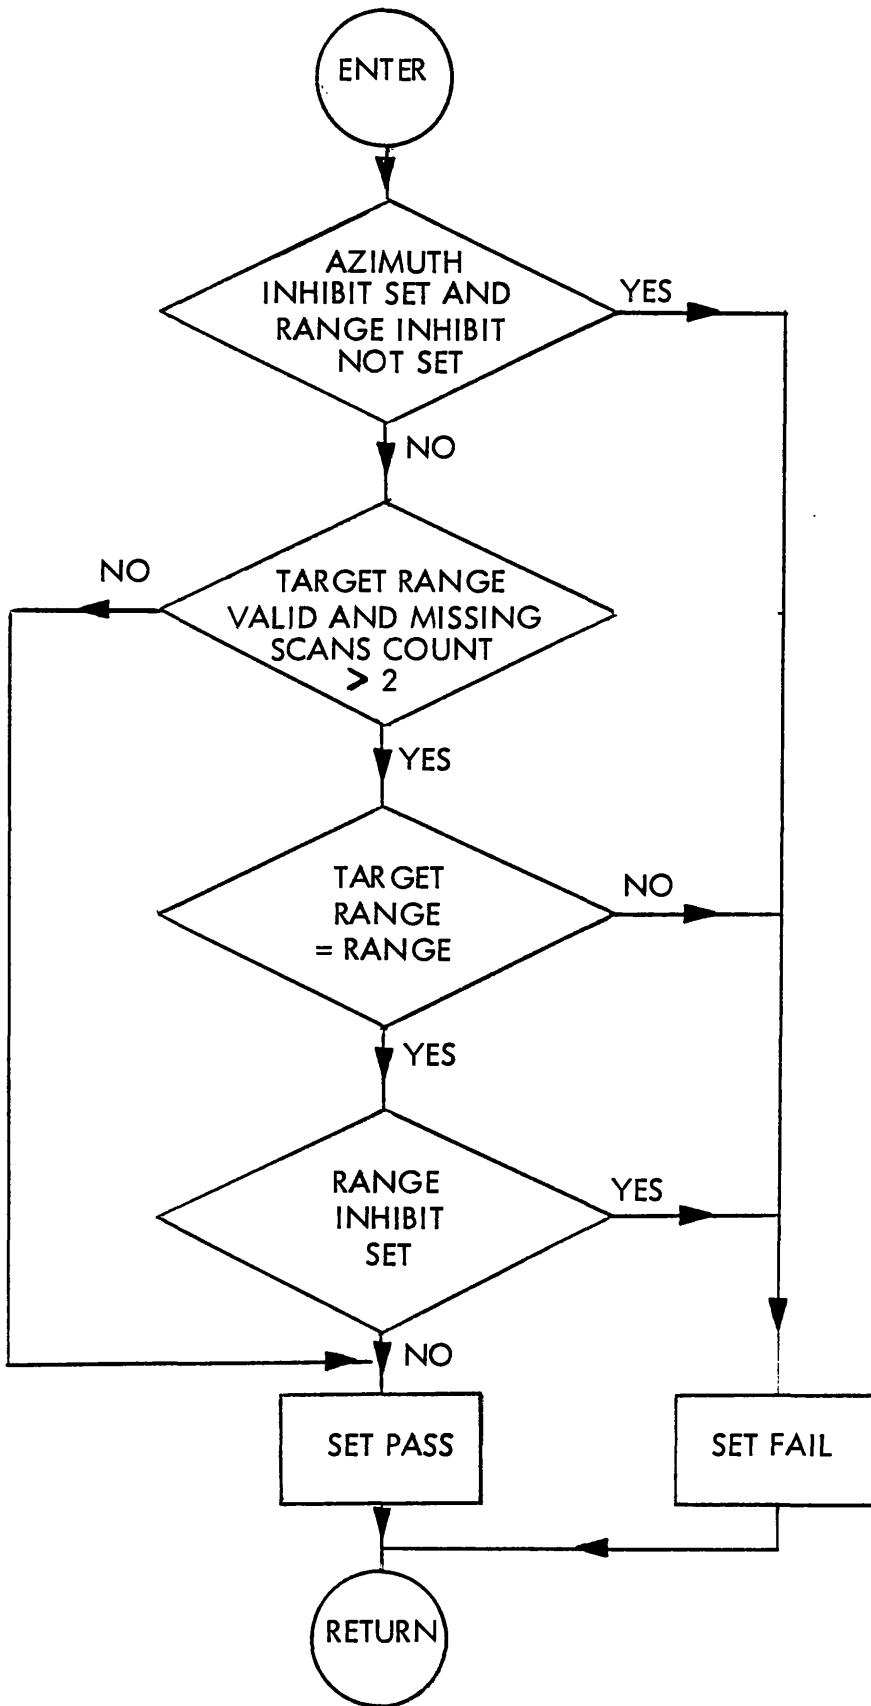 ENTER
AZIMUTH
INHIBIT SET AND
RANGE INHIBIT
NOT SET
YES
NO
TARGET RANGE
VALID AND MISSING
SCANS COUNT
> 2
NO
YES
TARGET
RANGE
= RANGE
NO
YES
RANGE
INHIBIT
SET
YES
NO
SET PASS
SET FAIL
RETURN